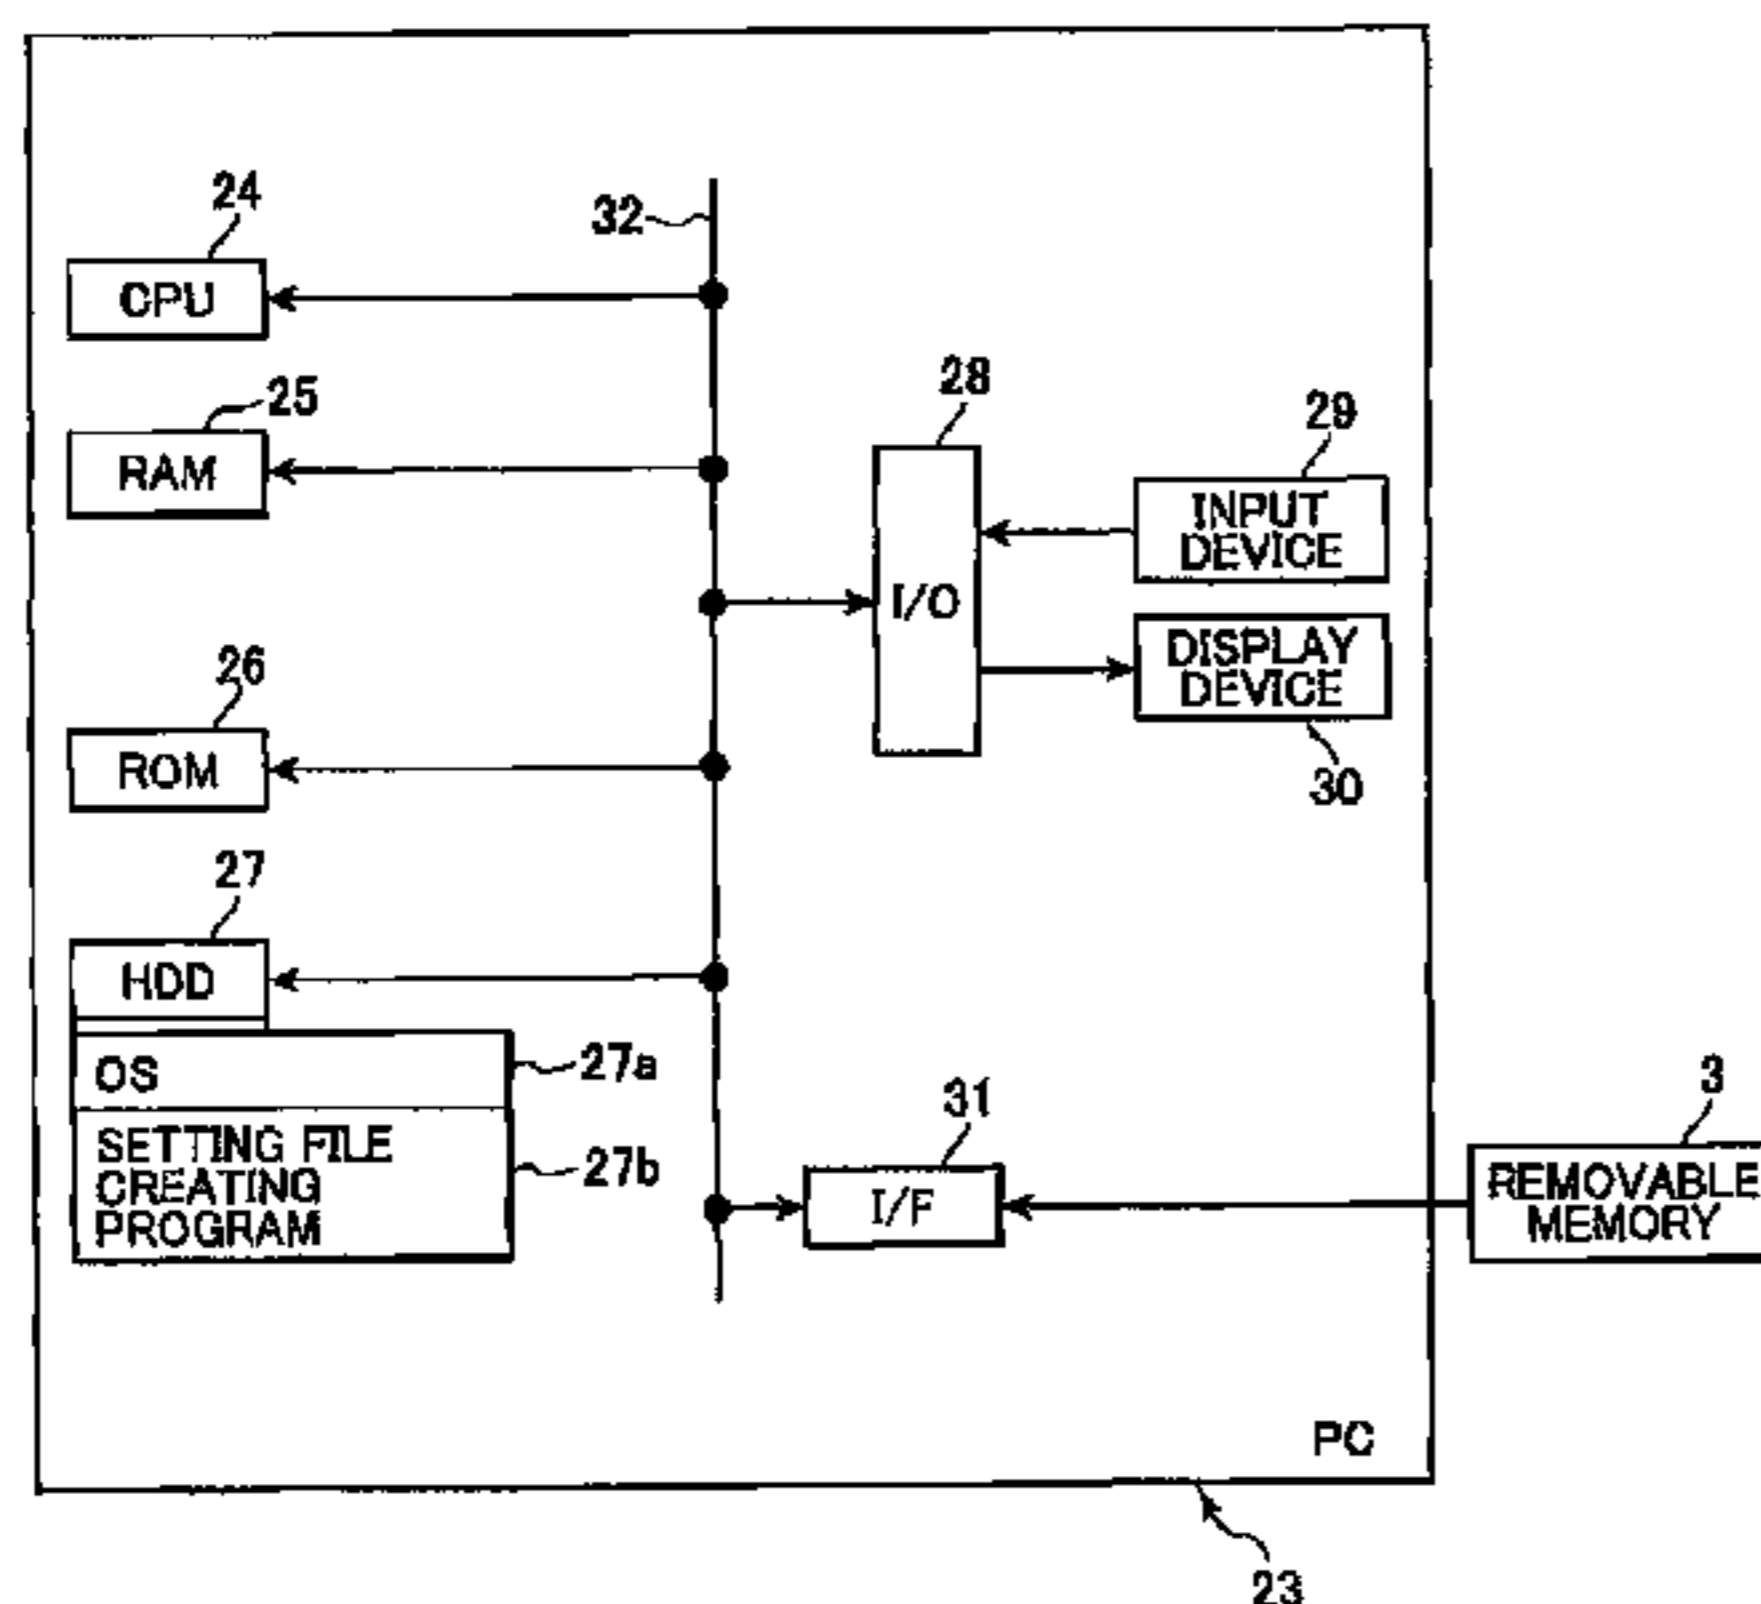 24
32
CPU
25
RAM
28
29
INPUT
DEVICE
I/O
DISPLAY
DEVICE
30
26
ROM
27
HDD
OS
27a
SETTING FILE
CREATING
PROGRAM
27b
31
I/F
3
REMOVABLE
MEMORY
PC
23